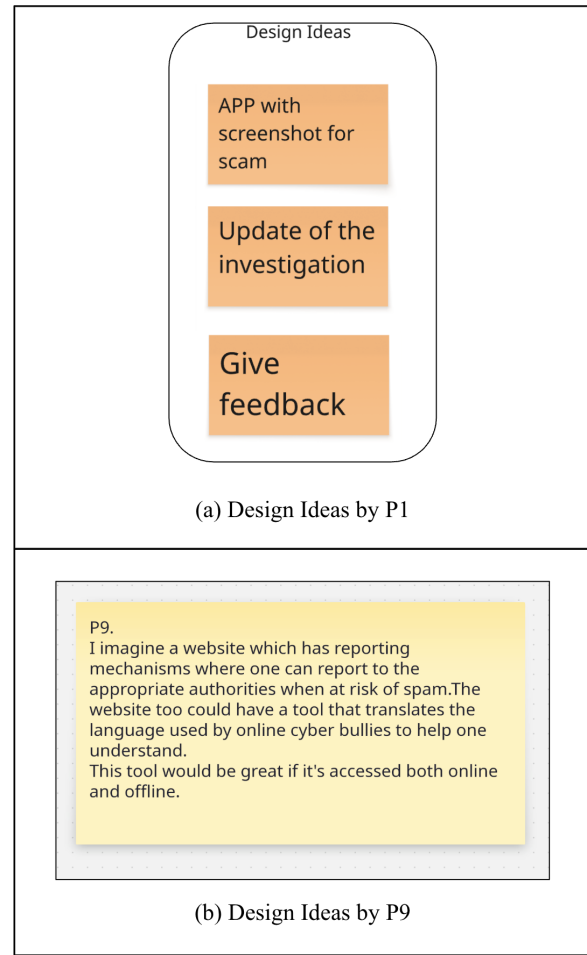 Design Ideas
APP with
screenshot for
scam
Update of the
investigation
Give
feedback
(a) Design Ideas by P1
P9.
I imagine a website which has reporting
mechanisms where one can report to the
appropriate authorities when at risk of spam.The
website too could have a tool that translates the
language used by online cyber bullies to help one
understand.
This tool would be great if it's accessed both online
and offline.
(b) Design Ideas by P9